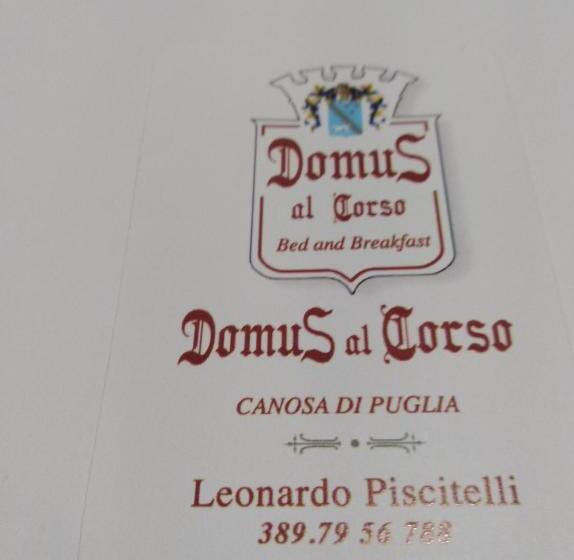 DomuS
al Corso
Bed and Breakfast
DomuS al Corso
CANOSA DI PUGLIA
Leonardo Piscitelli
389.79 56 788